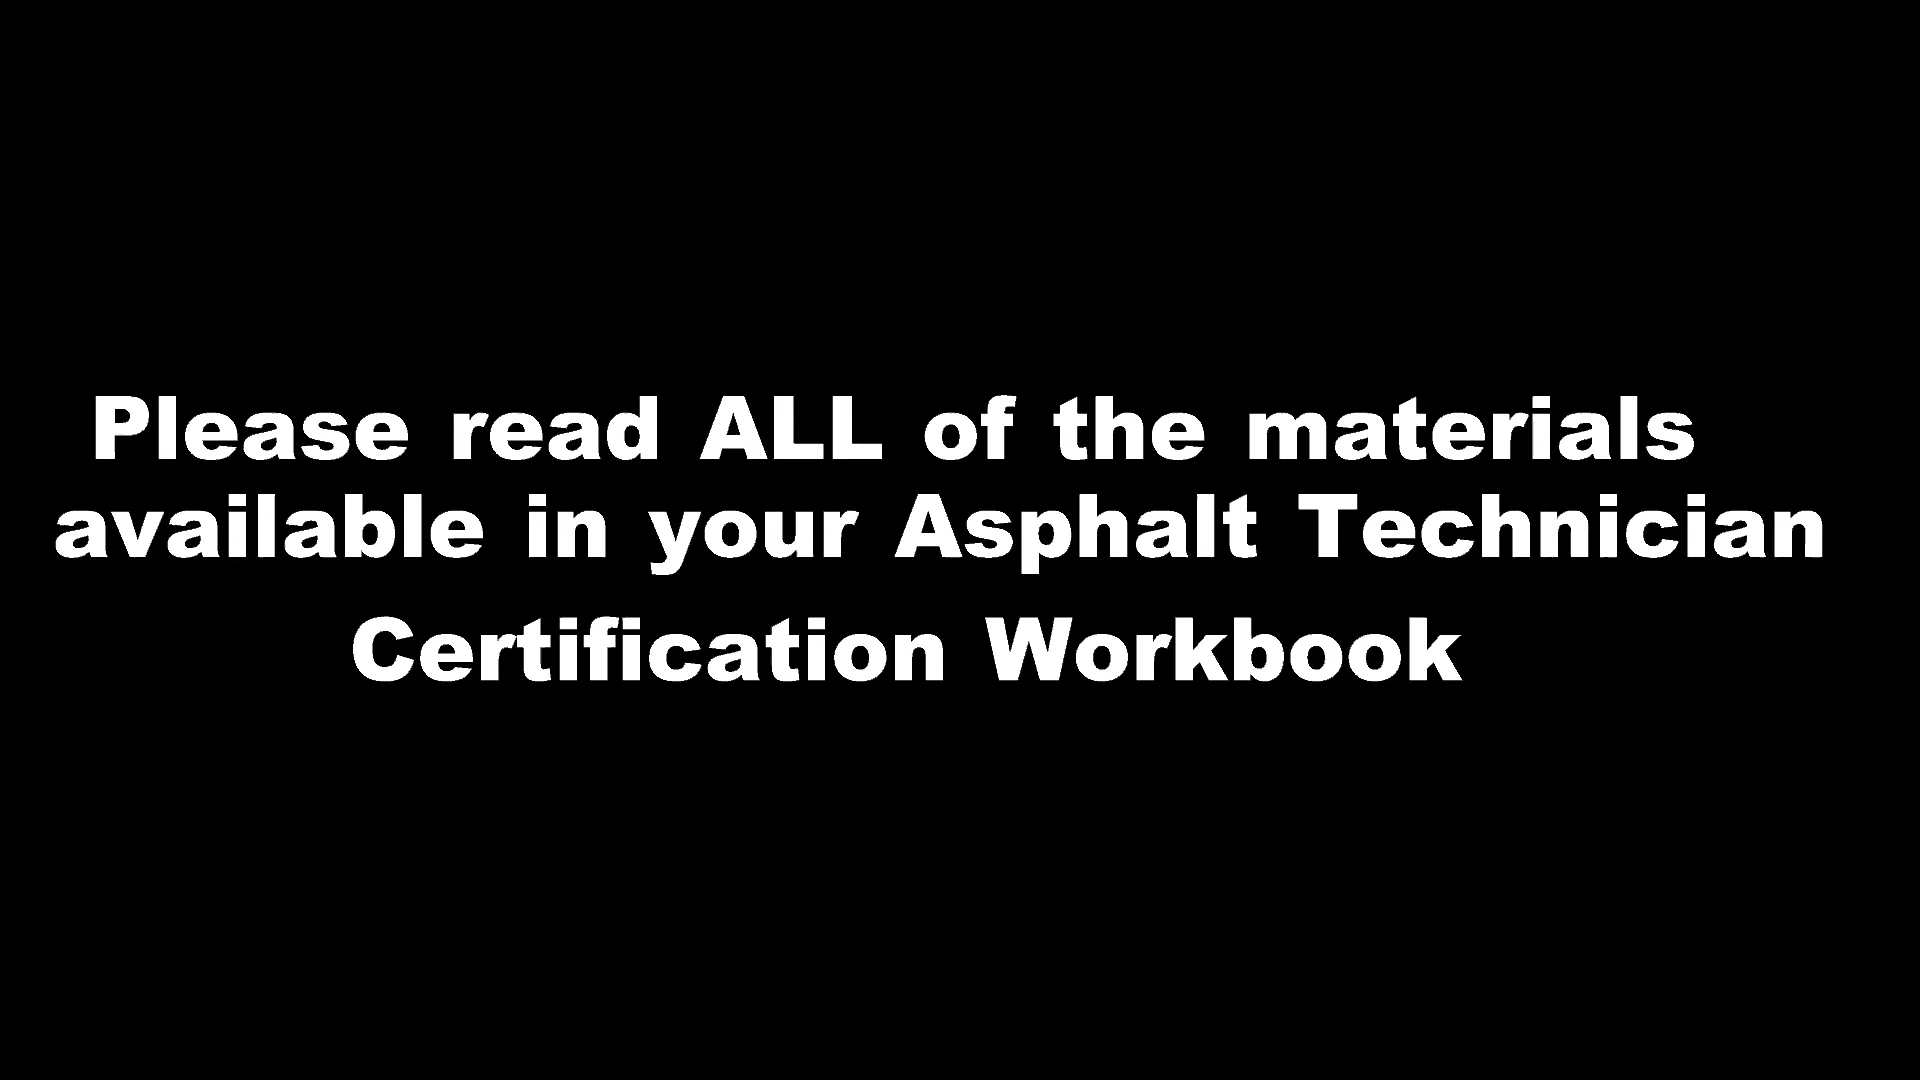 Please read ALL of the materials
available in your Asphalt Technician
Certification Workbook